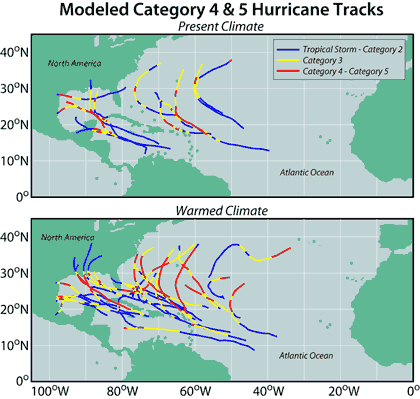 Modeled Category 4 & 5 Hurricane Tracks
Present Climate
40°N
30°N
20°N
10°N
0°
North America
Tropical Storm - Category 2
Category 3
Category 4 - Category 5
Atlantic Ocean
Warmed Climate
40°N
30°N
20°N
10°N
0°
North America
Atlantic Ocean
100°W 80°W 60°W 40°W 20°W 0°